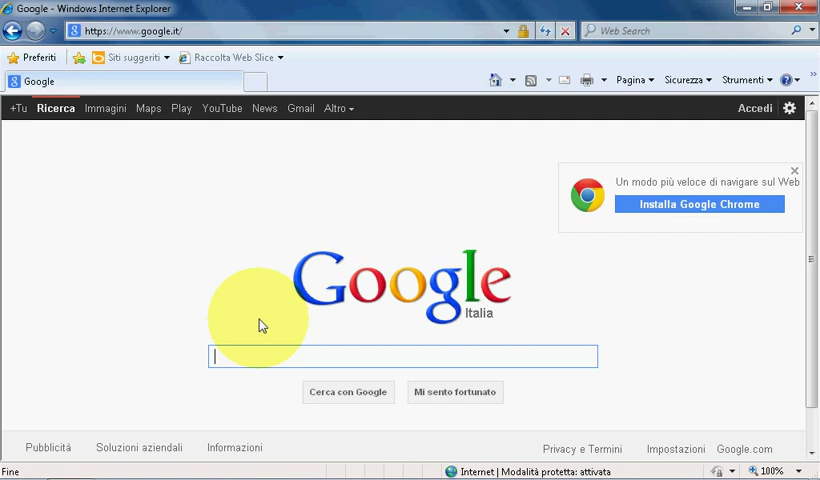 Google - Windows Internet Explorer
https://www.google.it/
Web Search
Preferiti Siti suggeriti Raccolta Web Slice
Google
Pagina Sicurezza Strumenti
+Tu Ricerca Immagini Maps Play YouTube News Gmail Altro Accedi
Un modo più veloce di navigare sul Web
Installa Google Chrome
Google
Italia
Cerca con Google Mi sento fortunato
Pubblicità Soluzioni aziendali Informazioni Privacy e Termini Impostazioni Google.com
Fine Internet | Modalità protetta: attivata 100%